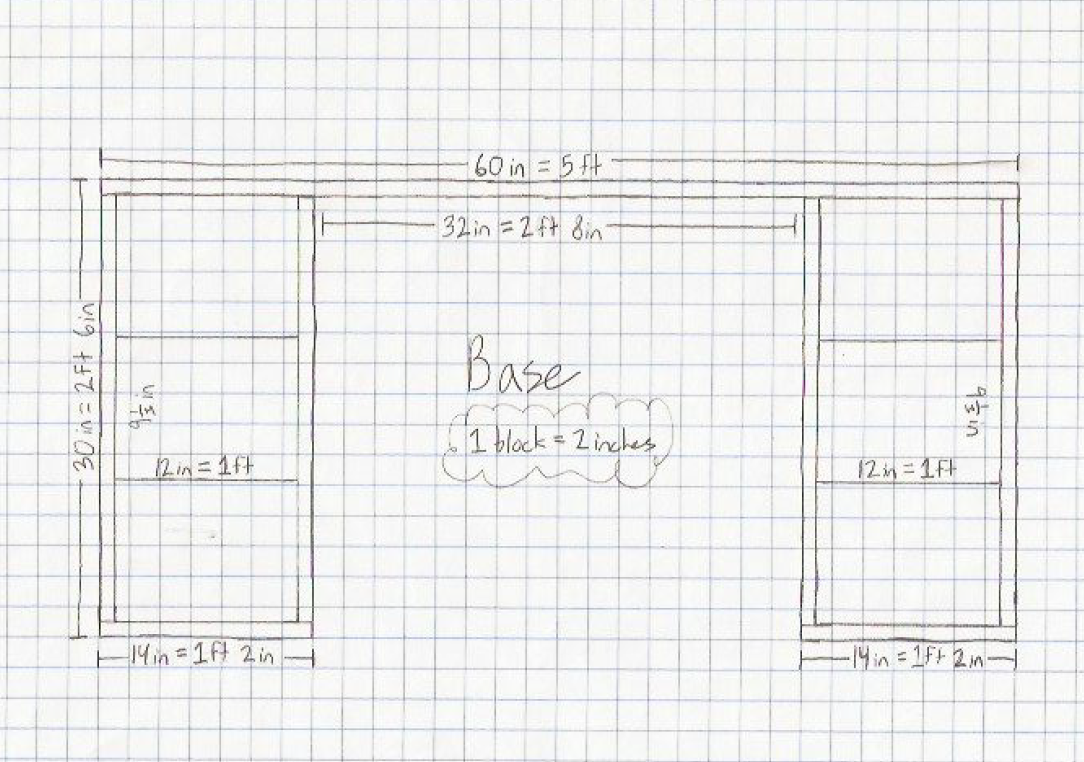 60 in = 5 ft
32 in = 2 ft 8 in
30 in = 2 ft 6 in
Base
1 block = 2 inches
9 1/3 in
9 1/3 in
12 in = 1 ft
12 in = 1 ft
14 in = 1 ft 2 in
14 in = 1 ft 2 in